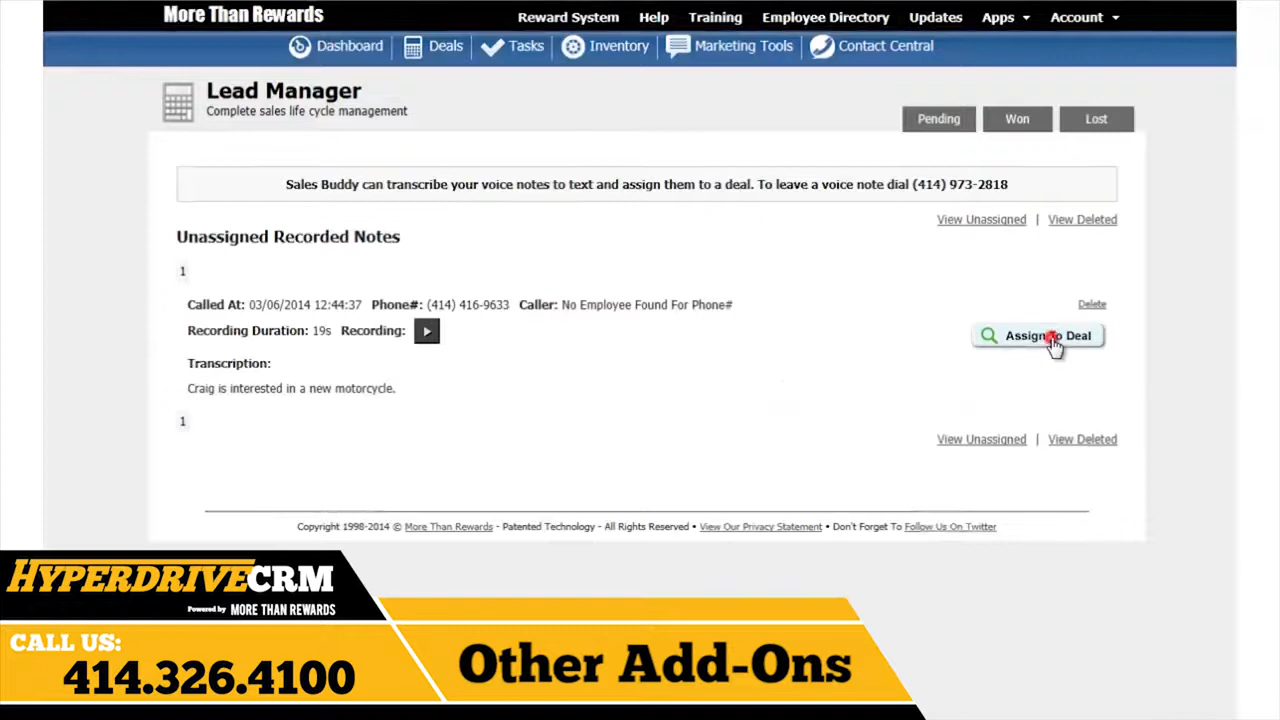 More Than Rewards
Reward System Help Training Employee Directory Updates Apps Account
Dashboard Deals Tasks Inventory Marketing Tools Contact Central
Lead Manager
Complete sales life cycle management
Pending Won Lost
Sales Buddy can transcribe your voice notes to text and assign them to a deal. To leave a voice note dial (414) 973-2818
View Unassigned | View Deleted
Unassigned Recorded Notes
1
Called At: 03/06/2014 12:44:37 Phone#: (414) 416-9633 Caller: No Employee Found For Phone# Delete
Recording Duration: 19s Recording: Assign To Deal
Transcription:
Craig is interested in a new motorcycle.
1
View Unassigned | View Deleted
Copyright 1998-2014 © More Than Rewards - Patented Technology - All Rights Reserved • View Our Privacy Statement • Don't Forget To Follow Us On Twitter
HYPERDRIVECRM
Powered by MORE THAN REWARDS
CALL US:
414.326.4100
Other Add-Ons